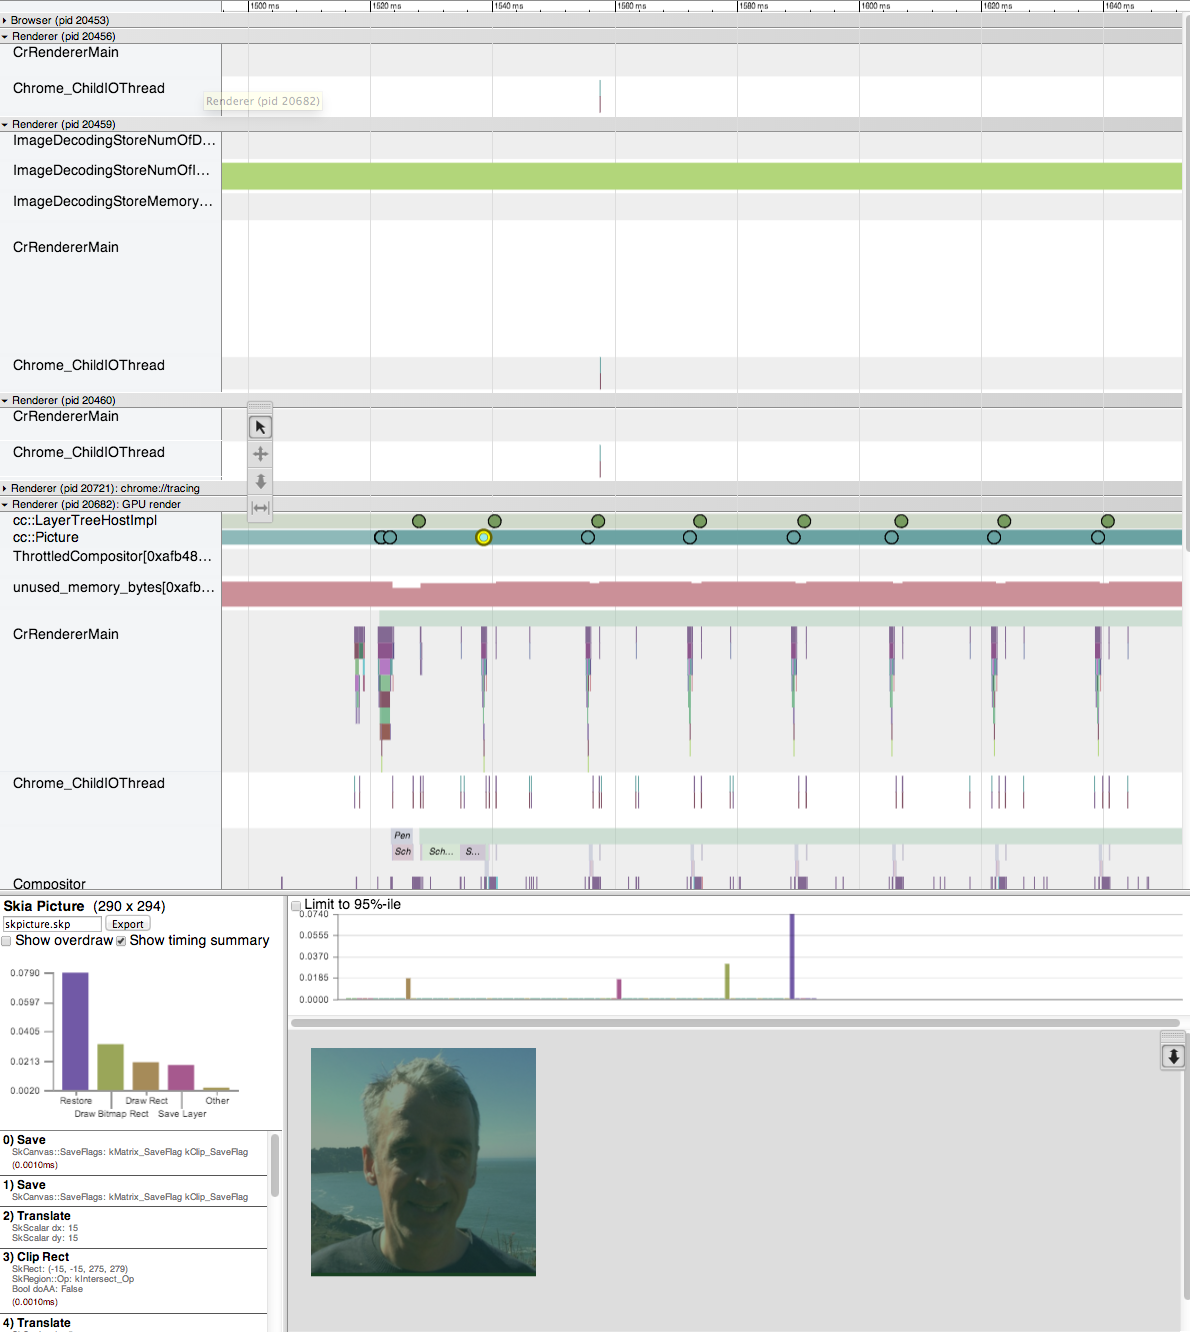 1500 ms
1520 ms
1540 ms
1560 ms
1580 ms
1600 ms
1620 ms
1640 ms
Browser (pid 20453)
Renderer (pid 20456)
CrRendererMain
Chrome_ChildIOThread
Renderer (pid 20682)
Renderer (pid 20459)
ImageDecodingStoreNumOfD...
ImageDecodingStoreNumOfI...
ImageDecodingStoreMemory...
CrRendererMain
Chrome_ChildIOThread
Renderer (pid 20460)
CrRendererMain
Chrome_ChildIOThread
Renderer (pid 20721): chrome://tracing
Renderer (pid 20682): GPU render
cc::LayerTreeHostImpl
cc::Picture
ThrottledCompositor[0xafb48...
unused_memory_bytes[0xafb...
CrRendererMain
Chrome_ChildIOThread
Pen
Sch
Sch...
S...
Compositor
Skia Picture (290 x 294)
skpicture.skp
Export
Show overdraw
Show timing summary
0.0790
0.0597
0.0405
0.0213
0.0020
Restore
Draw Bitmap Rect
Draw Rect
Save Layer
Other
0) Save
SkCanvas::SaveFlags: kMatrix_SaveFlag kClip_SaveFlag
(0.0010ms)
1) Save
SkCanvas::SaveFlags: kMatrix_SaveFlag kClip_SaveFlag
2) Translate
SkScalar dx: 15
SkScalar dy: 15
3) Clip Rect
SkRect: (-15, -15, 275, 279)
SkRegion::Op: kIntersect_Op
Bool doAA: False
(0.0010ms)
4) Translate
Limit to 95%-ile
0.0740
0.0555
0.0370
0.0185
0.0000